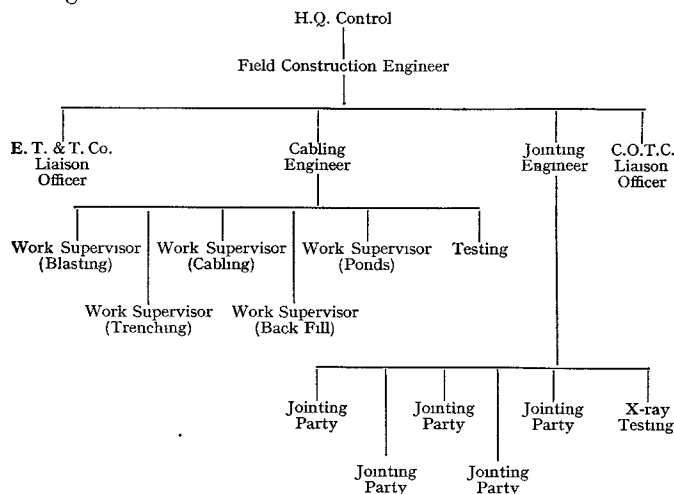 H.Q. Control
Field Construction Engineer
E. T. & T. Co.
Liaison
Officer
Cabling
Engineer
Jointing
Engineer
C.O.T.C.
Liaison
Officer
Work Supervisor
(Blasting)
Work Supervisor
(Cabling)
Work Supervisor
(Ponds)
Testing
Work Supervisor
(Trenching)
Work Supervisor
(Back Fill)
Jointing
Party
Jointing
Party
Jointing
Party
X-ray
Testing
Jointing
Party
Jointing
Party